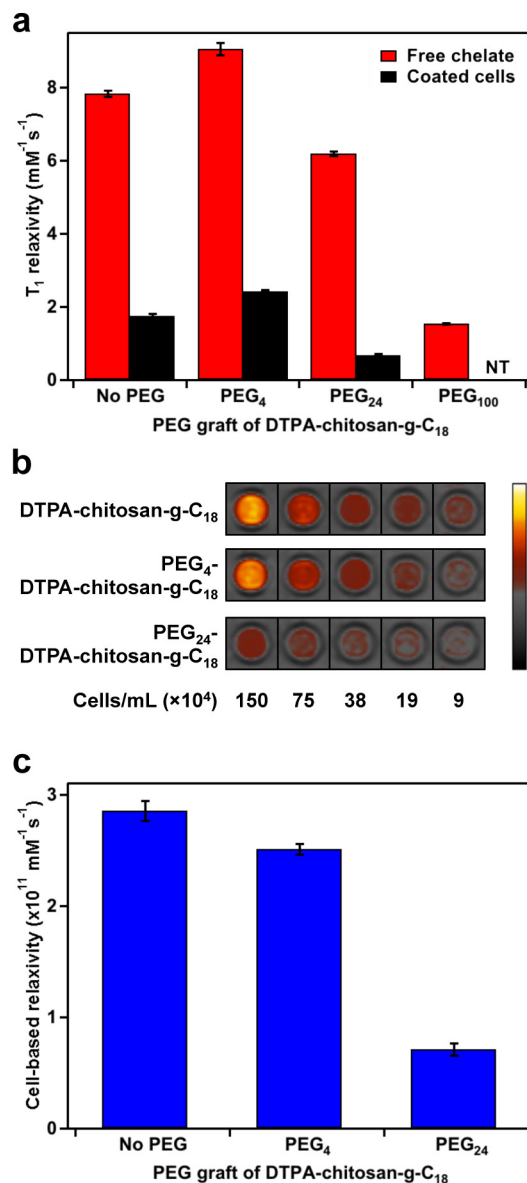 a
Free chelate
Coated cells
T₁ relaxivity (mM⁻¹ s⁻¹)
8
6
4
2
0
NT
No PEG PEG₄ PEG₂₄ PEG₁₀₀
PEG graft of DTPA-chitosan-g-C₁₈
b
DTPA-chitosan-g-C₁₈
PEG₄-
DTPA-chitosan-g-C₁₈
PEG₂₄-
DTPA-chitosan-g-C₁₈
Cells/mL (×10⁴) 150 75 38 19 9
c
Cell-based relaxivity (x10¹¹ mM⁻¹ s⁻¹)
3
2
1
0
No PEG PEG₄ PEG₂₄
PEG graft of DTPA-chitosan-g-C₁₈